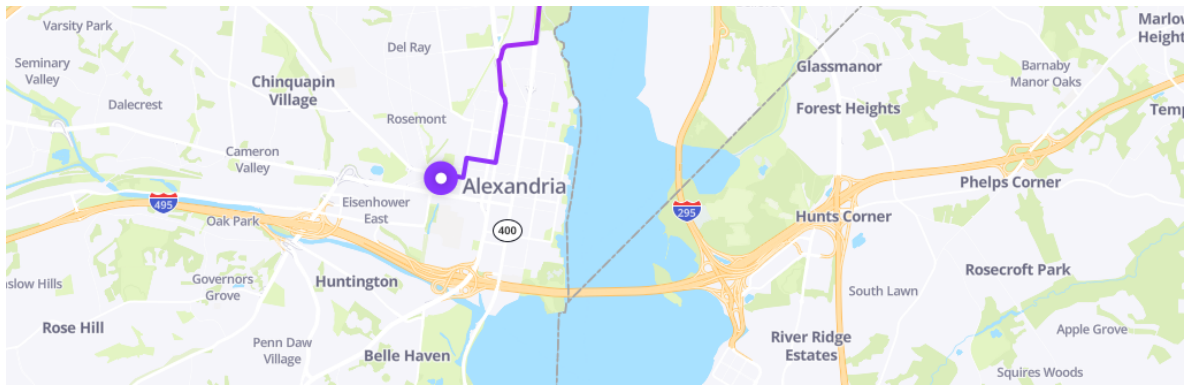 Varsity Park
Del Ray
Marlow
Heights
Seminary
Valley
Chinquapin
Village
Glassmanor
Barnaby
Manor Oaks
Dalecrest
Rosemont
Forest Heights
Temp
Cameron
Valley
Alexandria
Phelps Corner
495
Eisenhower
East
Oak Park
295
Hunts Corner
400
Governors
Grove
Huntington
Rosecroft Park
slow Hills
South Lawn
Rose Hill
Penn Daw
Village
Belle Haven
River Ridge
Estates
Apple Grove
Squires Woods